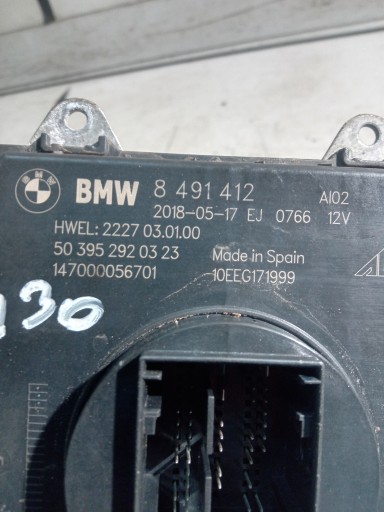 BMW 8 491 412
AI02
2018-05-17 EJ 0766 12V
HWEL: 2227 03.01.00
50 395 292 03 23 Made in Spain
147000056701 10EEG171999